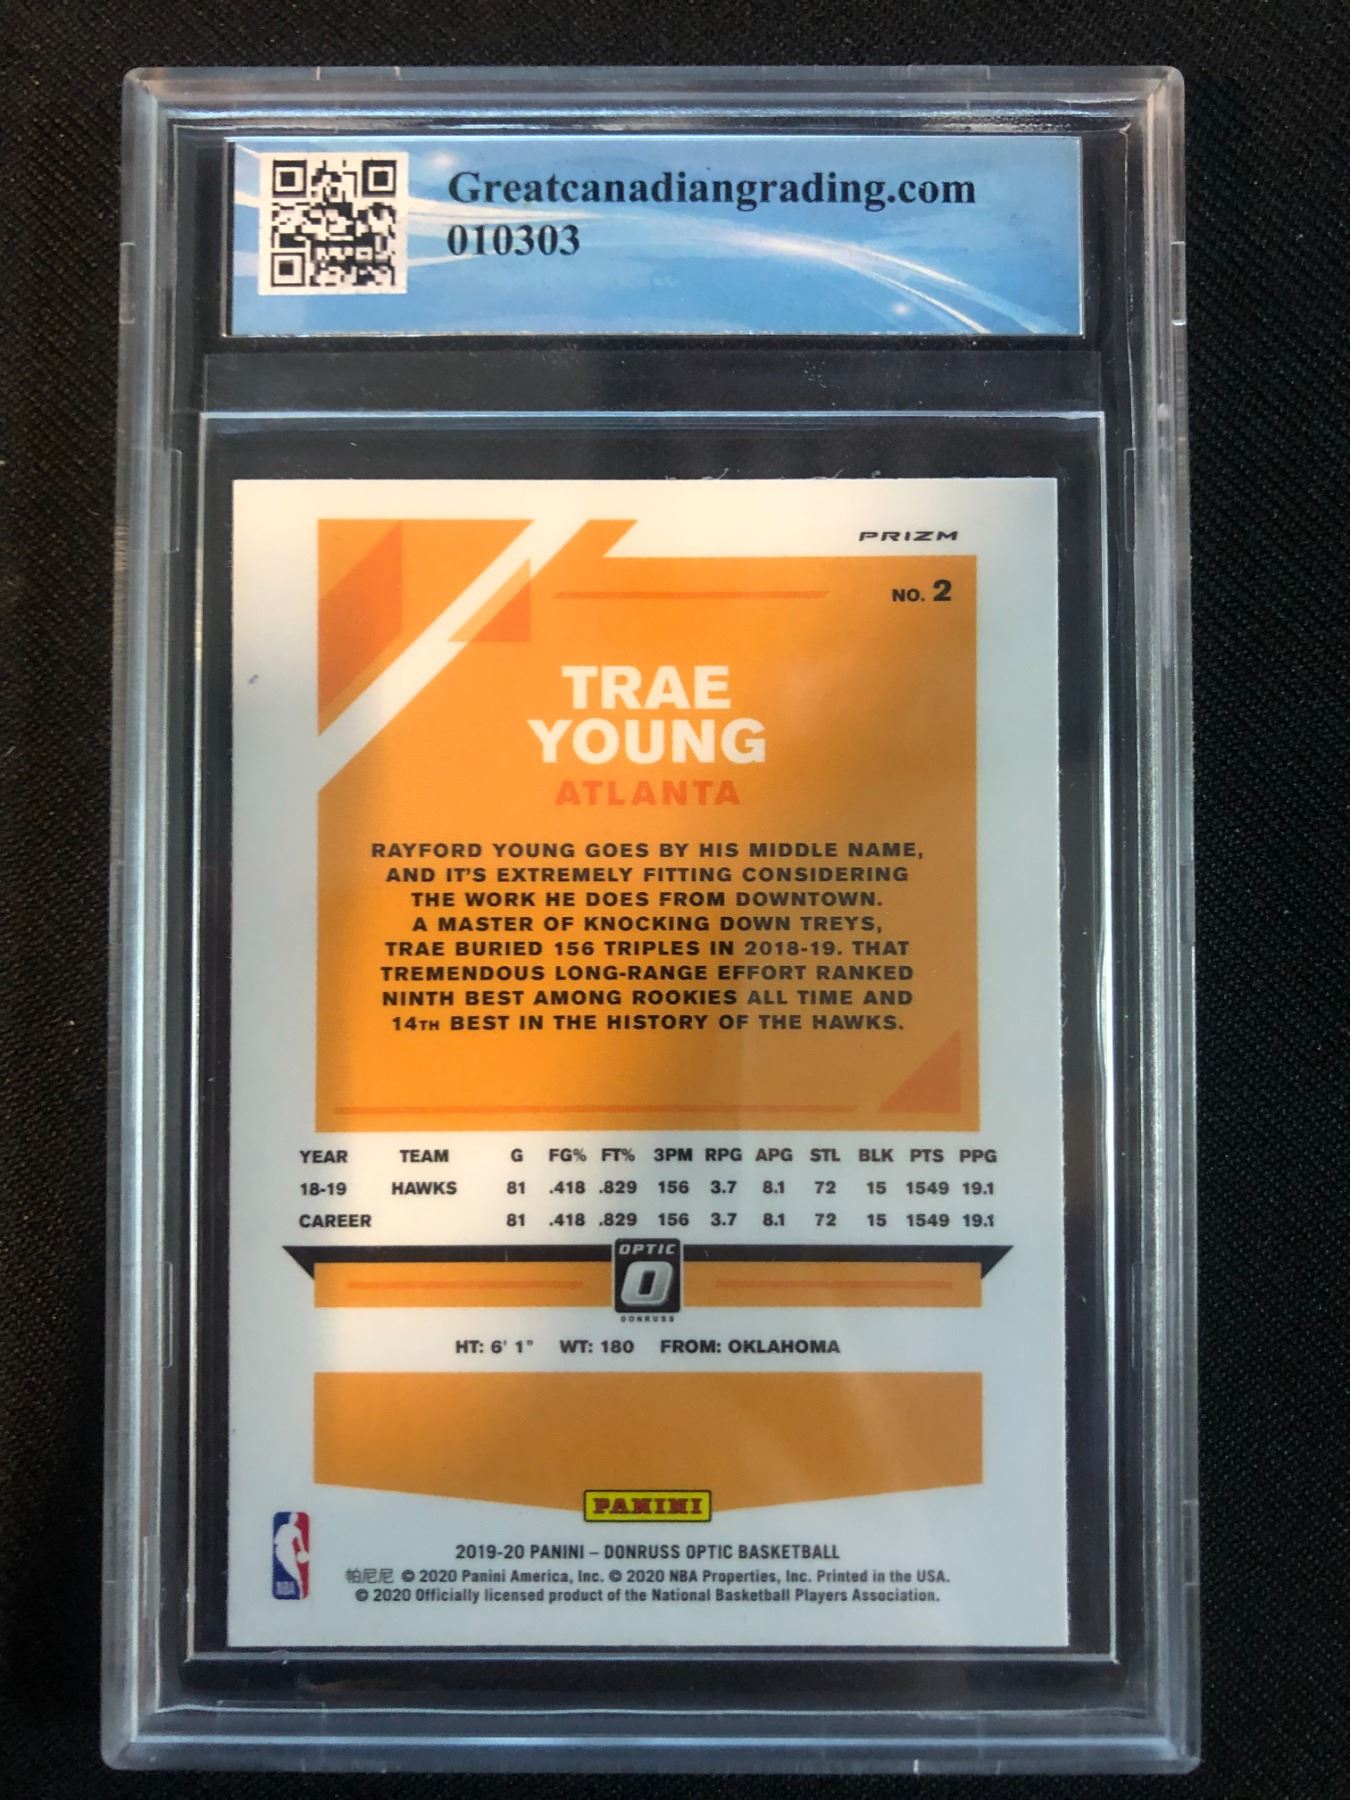 Greatcanadiangrading.com
010303
PRIZM
NO. 2
TRAE
YOUNG
ATLANTA
RAYFORD YOUNG GOES BY HIS MIDDLE NAME,
AND IT'S EXTREMELY FITTING CONSIDERING
THE WORK HE DOES FROM DOWNTOWN.
A MASTER OF KNOCKING DOWN TREYS,
TRAE BURIED 156 TRIPLES IN 2018-19. THAT
TREMENDOUS LONG-RANGE EFFORT RANKED
NINTH BEST AMONG ROOKIES ALL TIME AND
14TH BEST IN THE HISTORY OF THE HAWKS.
YEAR TEAM G FG% FT% 3PM RPG APG STL BLK PTS PPG
18-19 HAWKS 81 .418 .829 156 3.7 8.1 72 15 1549 19.1
CAREER 81 .418 .829 156 3.7 8.1 72 15 1549 19.1
OPTIC
O
DONRUSS
HT: 6' 1" WT: 180 FROM: OKLAHOMA
PANINI
NBA
2019-20 PANINI – DONRUSS OPTIC BASKETBALL
帕尼尼 © 2020 Panini America, Inc. © 2020 NBA Properties, Inc. Printed in the USA.
© 2020 Officially licensed product of the National Basketball Players Association.